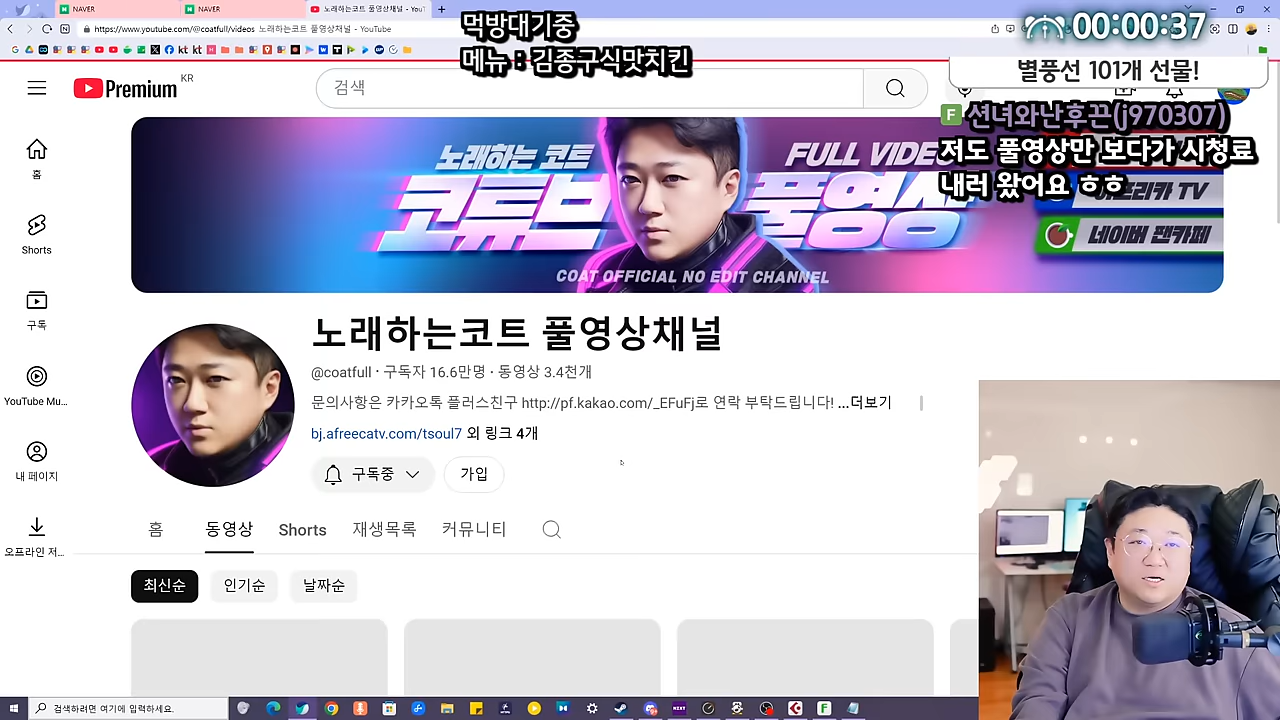 NAVER
NAVER
노래하는코트 풀영상채널 - You
https://www.youtube.com/@coatfull/videos 노래하는코트 풀영상채널 - YouTube
먹방대기중
메뉴 : 김종구식맛치킨
00:00:37
별풍선 101개 선물!
F 션녀와난후끈(j970307)
저도 풀영상만 보다가 시청료
내러 왔어요 ㅎㅎ
Premium KR
검색
홈
Shorts
구독
YouTube Mu...
내 페이지
오프라인 저...
노래하는 코트
코튜브
FULL VIDE
풀영상
COAT OFFICIAL NO EDIT CHANNEL
아프리카 TV
네이버 팬카페
노래하는코트 풀영상채널
@coatfull · 구독자 16.6만명 · 동영상 3.4천개
문의사항은 카카오톡 플러스친구 http://pf.kakao.com/_EFuFj로 연락 부탁드립니다! ...더보기
bj.afreecatv.com/tsoul7 외 링크 4개
구독중
가입
홈 동영상 Shorts 재생목록 커뮤니티
최신순 인기순 날짜순
검색하려면 여기에 입력하세요.